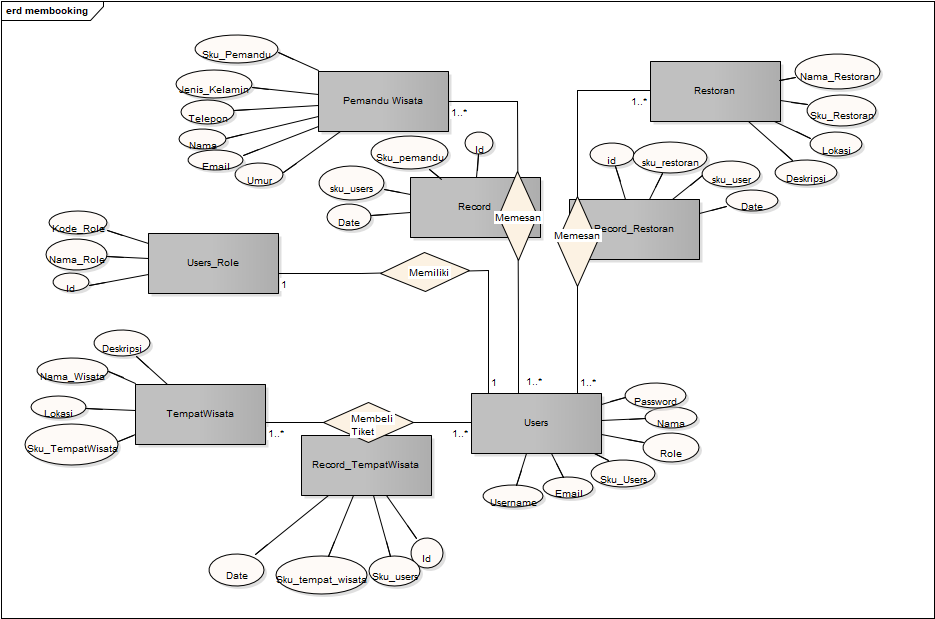 erd membooking
Sku_Pemandu
Jenis_Kelamin
Telepon
Nama
Email
Umur
Pemandu Wisata
1..*
Restoran
1..*
Nama_Restoran
Sku_Restoran
Lokasi
Deskripsi
Sku_pemandu
Id
sku_users
Date
Record
Memesan
id
sku_restoran
sku_user
Date
Record_Restoran
Memesan
Kode_Role
Nama_Role
Id
Users_Role
1
Memiliki
1
1..*
1..*
Deskripsi
Nama_Wisata
Lokasi
Sku_TempatWisata
TempatWisata
1..*
Membeli
Tiket
1..*
Users
Password
Nama
Role
Sku_Users
Email
Username
Record_TempatWisata
Date
Sku_tempat_wisata
Sku_users
Id